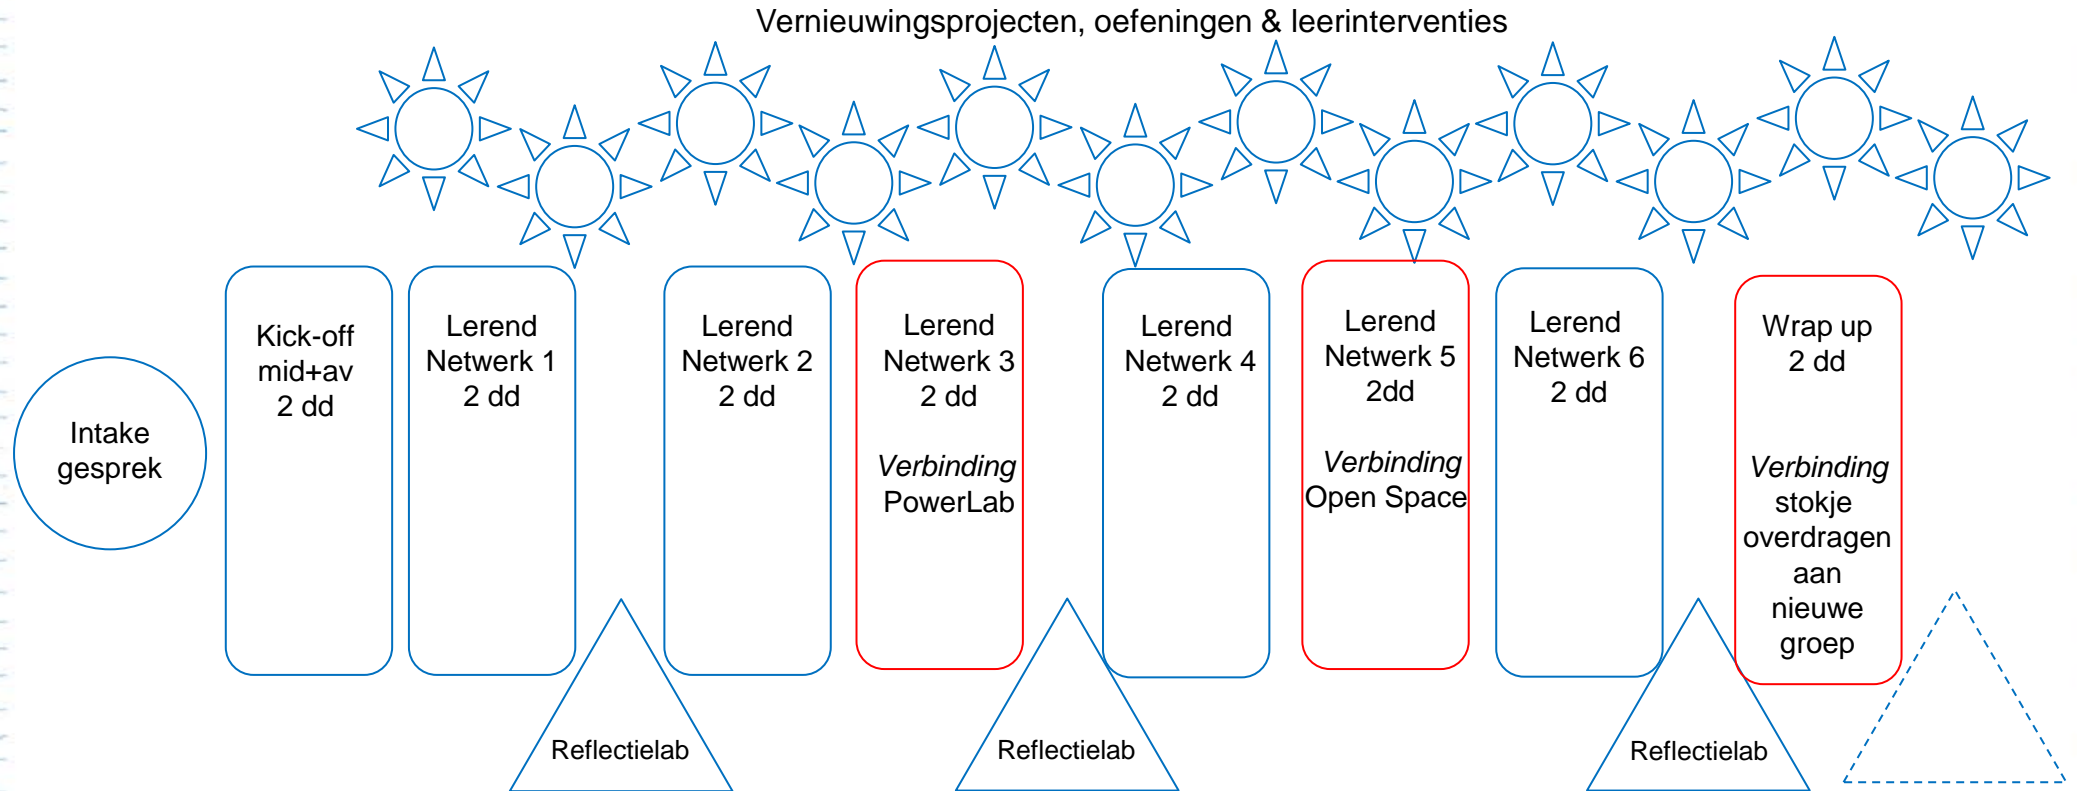 Vernieuwingsprojecten, oefeningen & leerinterventies
Intake
gesprek
Kick-off
mid+av
2 dd
Lerend
Netwerk 1
2 dd
Lerend
Netwerk 2
2 dd
Lerend
Netwerk 3
2 dd
Verbinding
PowerLab
Lerend
Netwerk 4
2 dd
Lerend
Netwerk 5
2dd
Verbinding
Open Space
Lerend
Netwerk 6
2 dd
Wrap up
2 dd
Verbinding
stokje
overdragen
aan
nieuwe
groep
Reflectielab
Reflectielab
Reflectielab